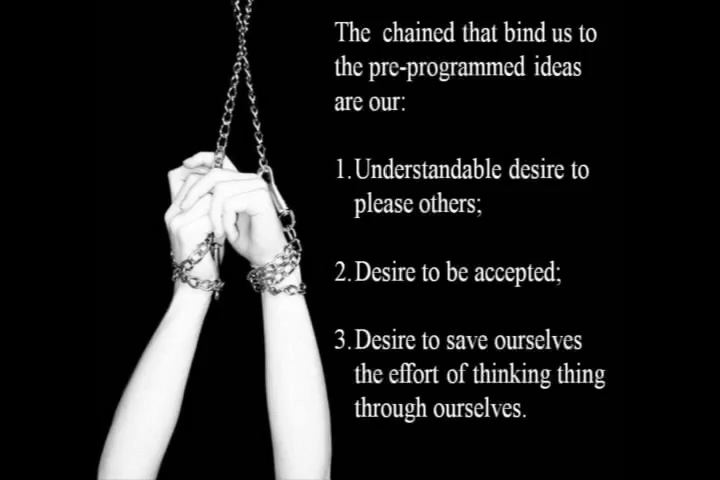 The chained that bind us to
the pre-programmed ideas
are our:
1. Understandable desire to
please others;
2. Desire to be accepted;
3. Desire to save ourselves
the effort of thinking thing
through ourselves.